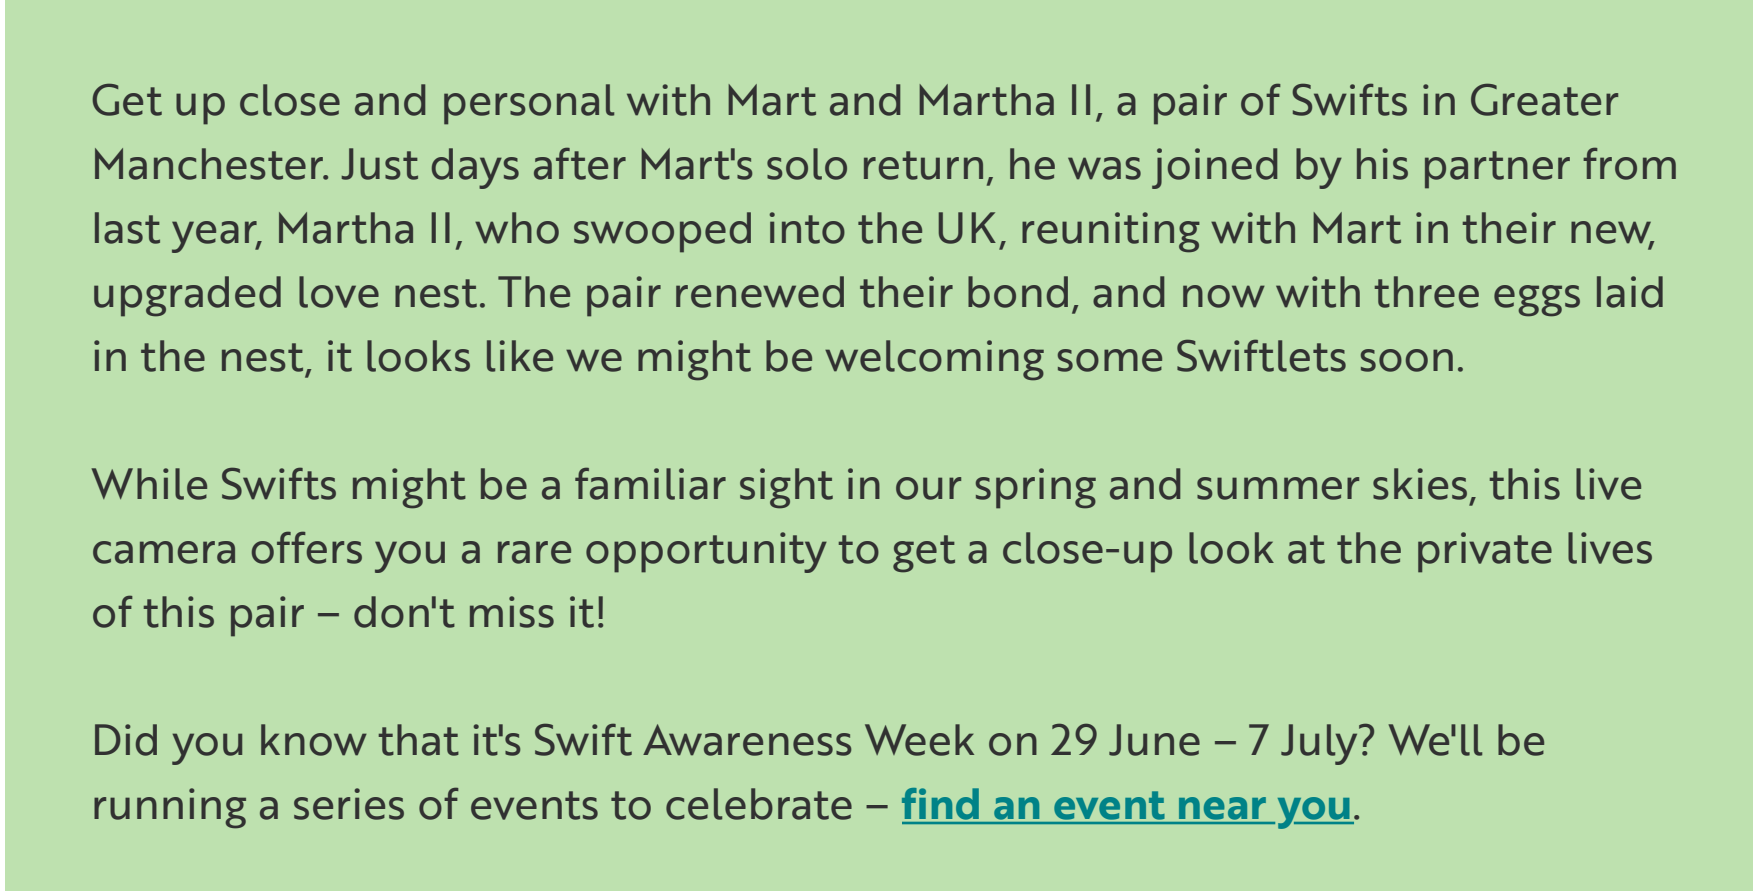 Get up close and personal with Mart and Martha II, a pair of Swifts in Greater
Manchester. Just days after Mart's solo return, he was joined by his partner from
last year, Martha II, who swooped into the UK, reuniting with Mart in their new,
upgraded love nest. The pair renewed their bond, and now with three eggs laid
in the nest, it looks like we might be welcoming some Swiftlets soon.
While Swifts might be a familiar sight in our spring and summer skies, this live
camera offers you a rare opportunity to get a close-up look at the private lives
of this pair – don't miss it!
Did you know that it's Swift Awareness Week on 29 June – 7 July? We'll be
running a series of events to celebrate – find an event near you.